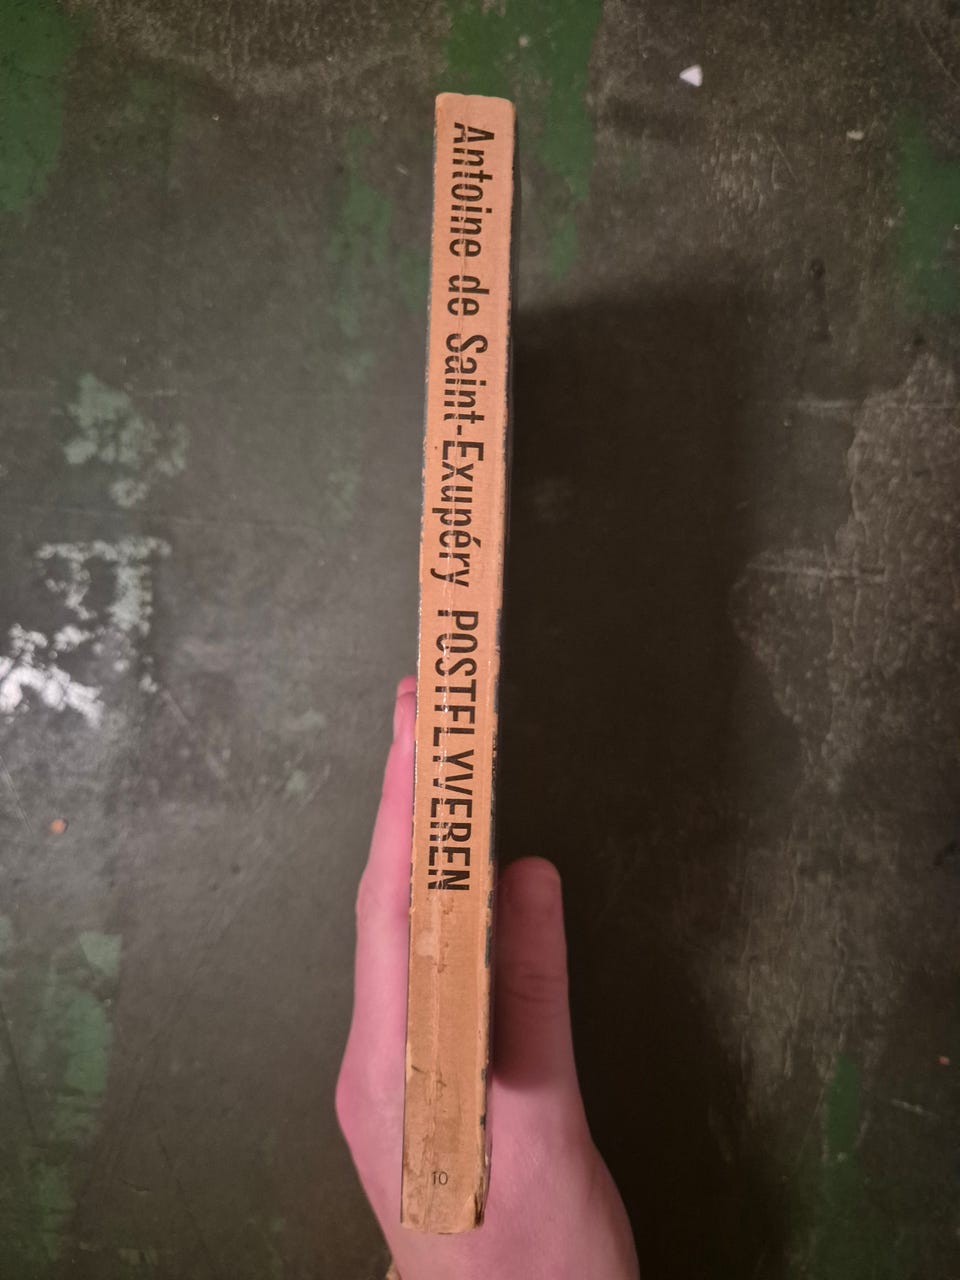 Antoine de Saint-Exupéry POSTFLYVEREN
10